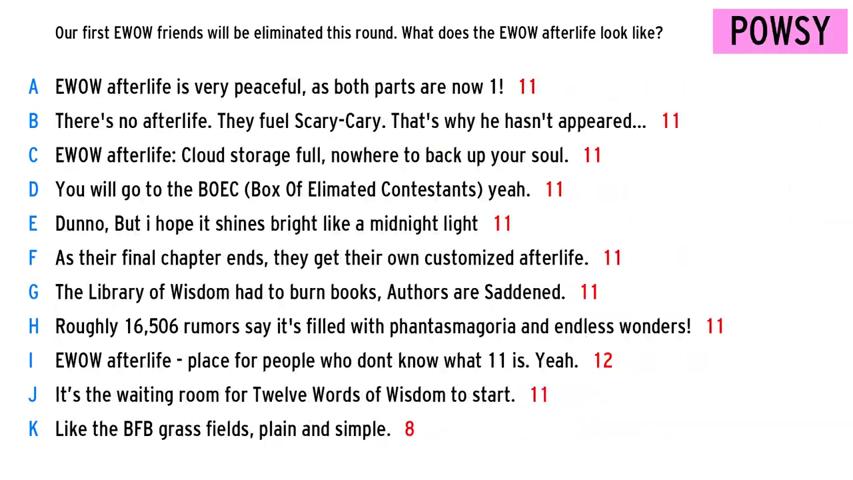 Our first EWOW friends will be eliminated this round. What does the EWOW afterlife look like?
POWSY
A EWOW afterlife is very peaceful, as both parts are now 1! 11
B There's no afterlife. They fuel Scary-Cary. That's why he hasn't appeared... 11
C EWOW afterlife: Cloud storage full, nowhere to back up your soul. 11
D You will go to the BOEC (Box Of Elimated Contestants) yeah. 11
E Dunno, But i hope it shines bright like a midnight light 11
F As their final chapter ends, they get their own customized afterlife. 11
G The Library of Wisdom had to burn books, Authors are Saddened. 11
H Roughly 16,506 rumors say it's filled with phantasmagoria and endless wonders! 11
I EWOW afterlife - place for people who dont know what 11 is. Yeah. 12
J It’s the waiting room for Twelve Words of Wisdom to start. 11
K Like the BFB grass fields, plain and simple. 8